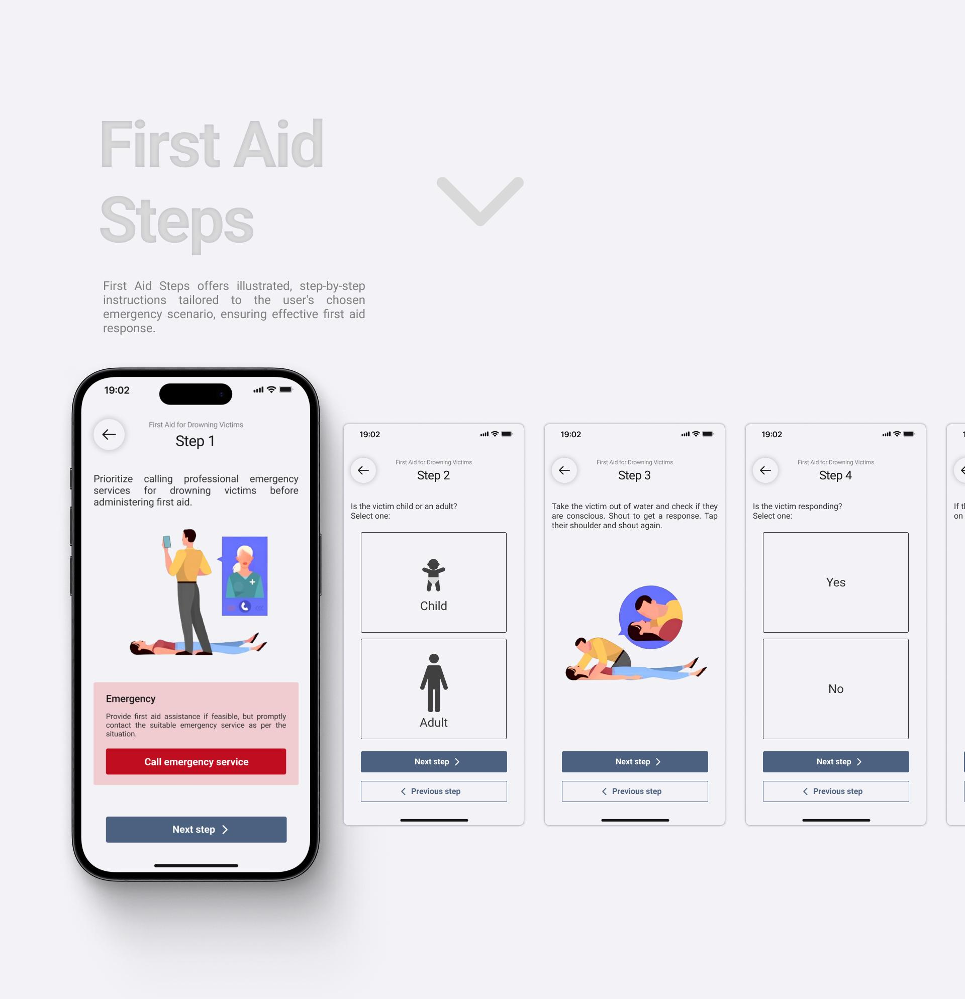 First Aid
Steps
First Aid Steps offers illustrated, step-by-step
instructions tailored to the user's chosen
emergency scenario, ensuring effective first aid
response.
19:02
First Aid for Drowning Victims
Step 1
Prioritize calling professional emergency
services for drowning victims before
administering first aid.
Emergency
Provide first aid assistance if feasible, but promptly
contact the suitable emergency service as per the
situation.
Call emergency service
Next step
19:02
First Aid for Drowning Victims
Step 2
Is the victim child or an adult?
Select one:
Child
Adult
Next step
Previous step
19:02
First Aid for Drowning Victims
Step 3
Take the victim out of water and check if they
are conscious. Shout to get a response. Tap
their shoulder and shout again.
Next step
Previous step
19:02
First Aid for Drowning Victims
Step 4
Is the victim responding?
Select one:
Yes
No
Next step
Previous step
If
on